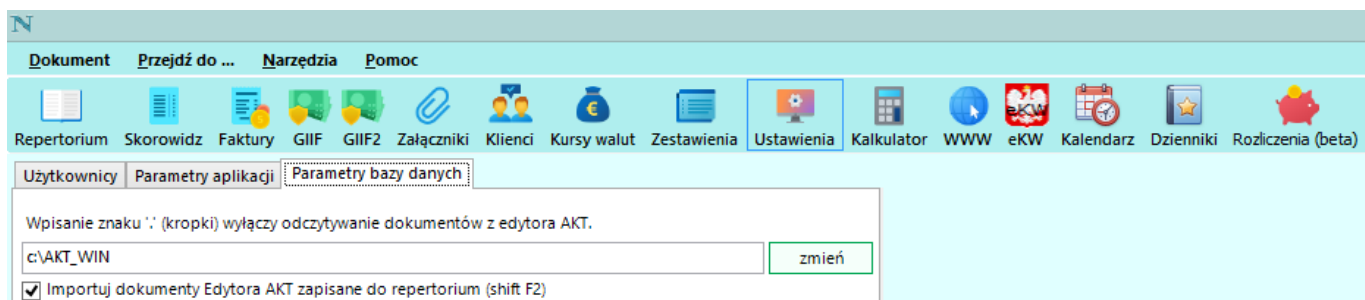 N
Dokument Przejdź do ... Narzędzia Pomoc
eKW
Repertorium Skorowidz Faktury GIIF GIIF2 Załączniki Klienci Kursy walut Zestawienia Ustawienia Kalkulator WWW eKW Kalendarz Dzienniki Rozliczenia (beta)
Użytkownicy Parametry aplikacji Parametry bazy danych
Wpisanie znaku '.' (kropki) wyłączy odczytywanie dokumentów z edytora AKT.
c:\AKT_WIN zmień
Importuj dokumenty Edytora AKT zapisane do repertorium (shift F2)